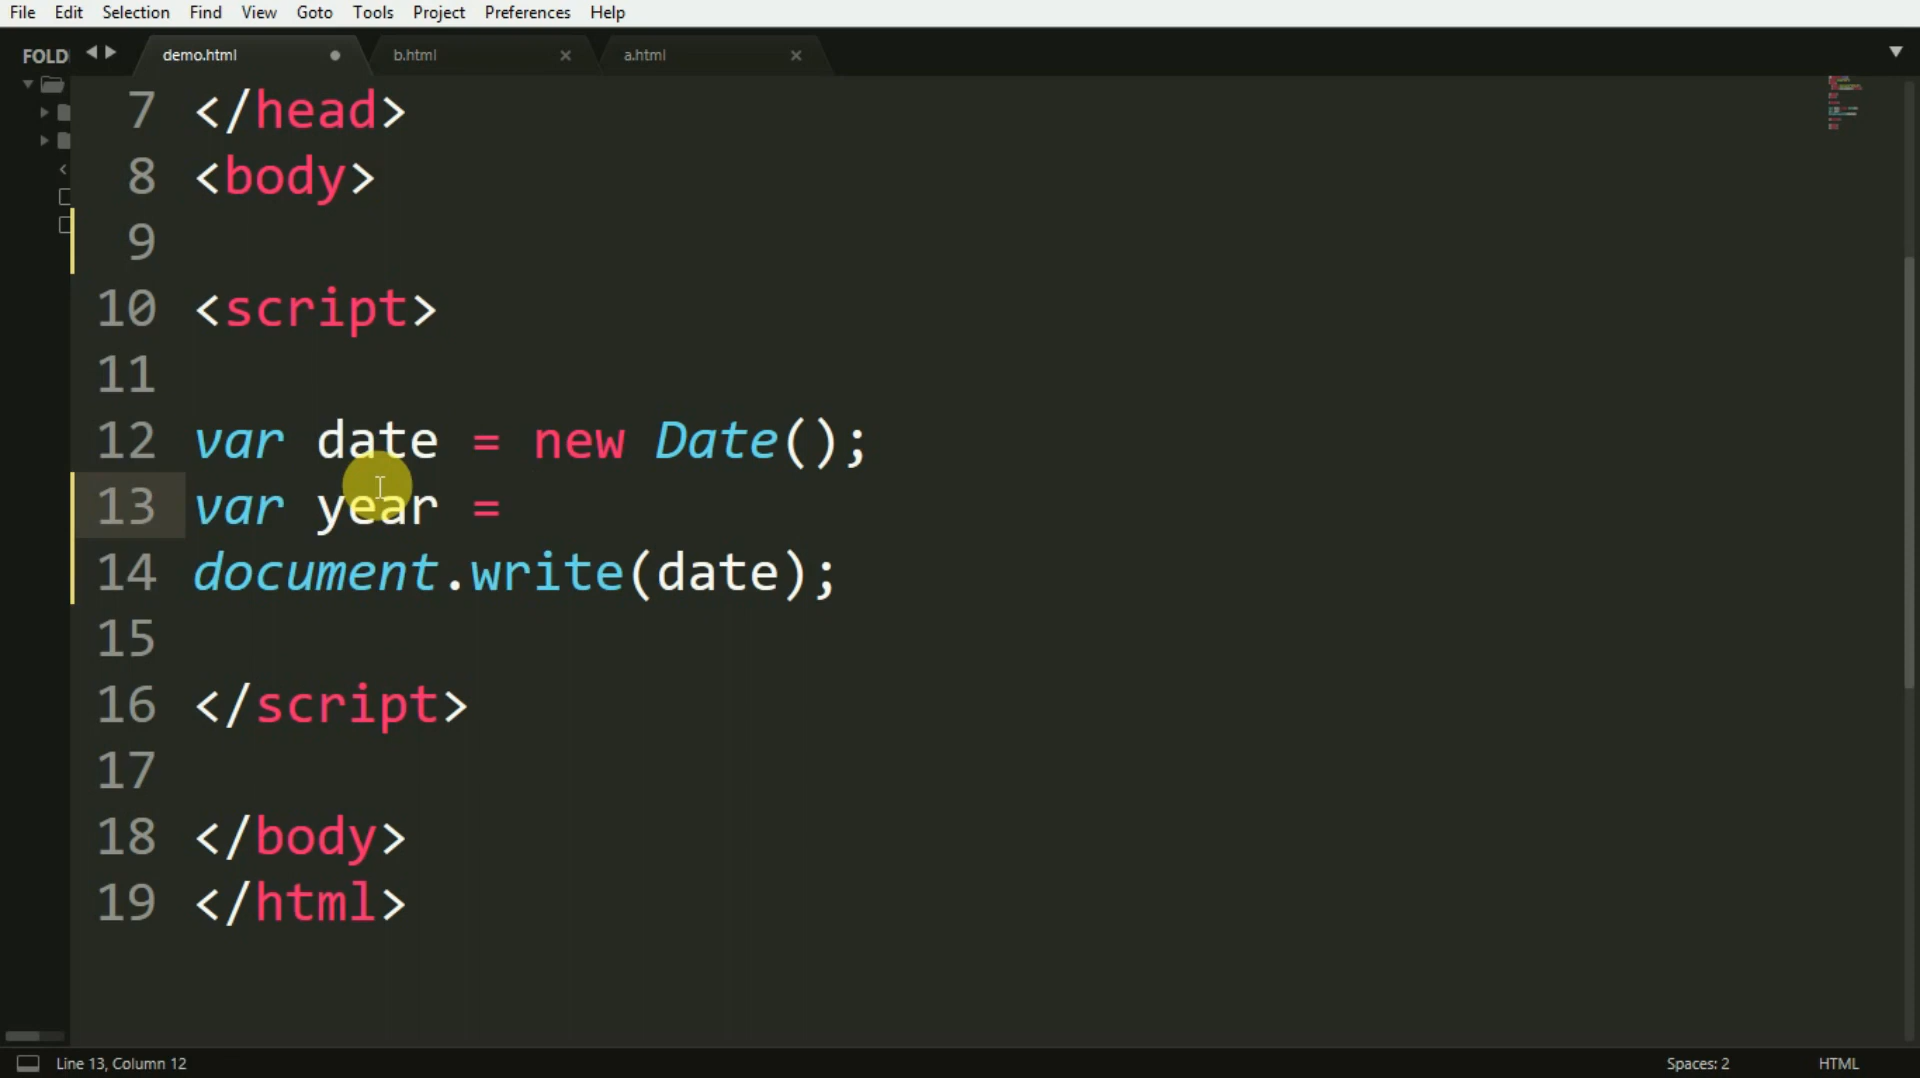 File Edit Selection Find View Goto Tools Project Preferences Help
FOLD demo.html b.html a.html
7 </head>
8 <body>
9
10 <script>
11
12 var date = new Date();
13 var year =
14 document.write(date);
15
16 </script>
17
18 </body>
19 </html>
Line 13, Column 12 Spaces: 2 HTML